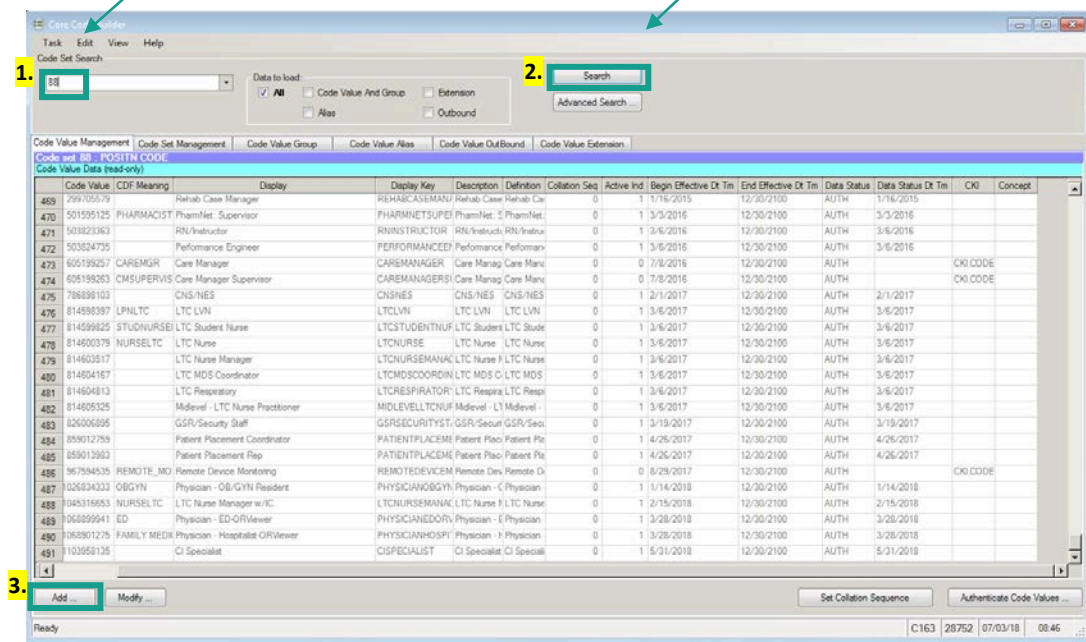 Core Code Builder
Task Edit View Help
Code Set Search
1. 88 Data to load: 2. Search
All Code Value And Group Extension
Alias Outbound Advanced Search ...
Code Value Management Code Set Management Code Value Group Code Value Alias Code Value OutBound Code Value Extension
Code set 88 : POSITN CODE
Code Value Data (read-only)
Code Value CDF Meaning Display Display Key Description Definition Collation Seq Active Ind Begin Effective Dt Tm End Effective Dt Tm Data Status Data Status Dt Tm CKI Concept
469 299705579 Rehab Case Manager REHABCASEMANA Rehab Case Rehab Ca 0 1 1/16/2015 12/30/2100 AUTH 1/16/2015
470 501595125 PHARMACIST PharmNet: Supervisor PHARMNETSUPE PharmNet: S PharmNet: 0 1 3/3/2016 12/30/2100 AUTH 3/3/2016
471 503823363 RN/Instructor RNINSTRUCTOR RN/Instructo RN/Instruc 0 1 3/6/2016 12/30/2100 AUTH 3/6/2016
472 503824735 Performance Engineer PERFORMANCEE Performance Performan 0 1 3/6/2016 12/30/2100 AUTH 3/6/2016
473 605199257 CAREMGR Care Manager CAREMANAGER Care Manag Care Mana 0 0 7/8/2016 12/30/2100 AUTH CKI.CODE
474 605199263 CMSUPERVIS Care Manager Supervisor CAREMANAGERS Care Manag Care Mana 0 0 7/8/2016 12/30/2100 AUTH CKI.CODE
475 786898103 CNS/NES CNSNES CNS/NES CNS/NES 0 1 2/1/2017 12/30/2100 AUTH 2/1/2017
476 814598397 LPNLTC LTC LVN LTCLVN LTC LVN LTC LVN 0 1 3/6/2017 12/30/2100 AUTH 3/6/2017
477 814599825 STUDNURSE LTC Student Nurse LTCSTUDENTNU LTC Student LTC Stude 0 1 3/6/2017 12/30/2100 AUTH 3/6/2017
478 814600379 NURSELTC LTC Nurse LTCNURSE LTC Nurse LTC Nurse 0 1 3/6/2017 12/30/2100 AUTH 3/6/2017
479 814603517 LTC Nurse Manager LTCNURSEMANA LTC Nurse LTC Nurse 0 1 3/6/2017 12/30/2100 AUTH 3/6/2017
480 814604167 LTC MDS Coordinator LTCMDSCOORDIN LTC MDS C LTC MDS 0 1 3/6/2017 12/30/2100 AUTH 3/6/2017
481 814604813 LTC Respiratory LTCRESPIRATOR LTC Respira LTC Respi 0 1 3/6/2017 12/30/2100 AUTH 3/6/2017
482 814605325 Midlevel - LTC Nurse Practitioner MIDLEVELLTCNU Midlevel - LT Midlevel - 0 1 3/6/2017 12/30/2100 AUTH 3/6/2017
483 826006895 GSR/Security Staff GSRSECURITYST GSR/Securi GSR/Secu 0 1 3/19/2017 12/30/2100 AUTH 3/19/2017
484 859012759 Patient Placement Coordinator PATIENTPLACEME Patient Plac Patient Pla 0 1 4/26/2017 12/30/2100 AUTH 4/26/2017
485 859013983 Patient Placement Rep PATIENTPLACEME Patient Plac Patient Pla 0 1 4/26/2017 12/30/2100 AUTH 4/26/2017
486 967594535 REMOTE_MO Remote Device Monitoring REMOTEDEVICEM Remote Dev Remote D 0 0 8/29/2017 12/30/2100 AUTH CKI.CODE
487 1026834333 OBGYN Physician - OB/GYN Resident PHYSICIANOBGYN Physician - Physician 0 1 1/14/2018 12/30/2100 AUTH 1/14/2018
488 1045316653 NURSELTC LTC Nurse Manager w/IC LTCNURSEMANA LTC Nurse LTC Nurse 0 1 2/15/2018 12/30/2100 AUTH 2/15/2018
489 1068899941 ED Physician - ED-ORViewer PHYSICIANEDORV Physician - E Physician 0 1 3/28/2018 12/30/2100 AUTH 3/28/2018
490 1068901275 FAMILY MEDI Physician - Hospitalist-ORViewer PHYSICIANHOSPI Physician - Physician 0 1 3/28/2018 12/30/2100 AUTH 3/28/2018
491 1103958135 CI Specialist CISPECIALIST CI Specialist CI Speciali 0 1 5/31/2018 12/30/2100 AUTH 5/31/2018
3. Add ... Modify ... Set Collation Sequence Authenticate Code Values ...
Ready C163 28752 07/03/18 08:46